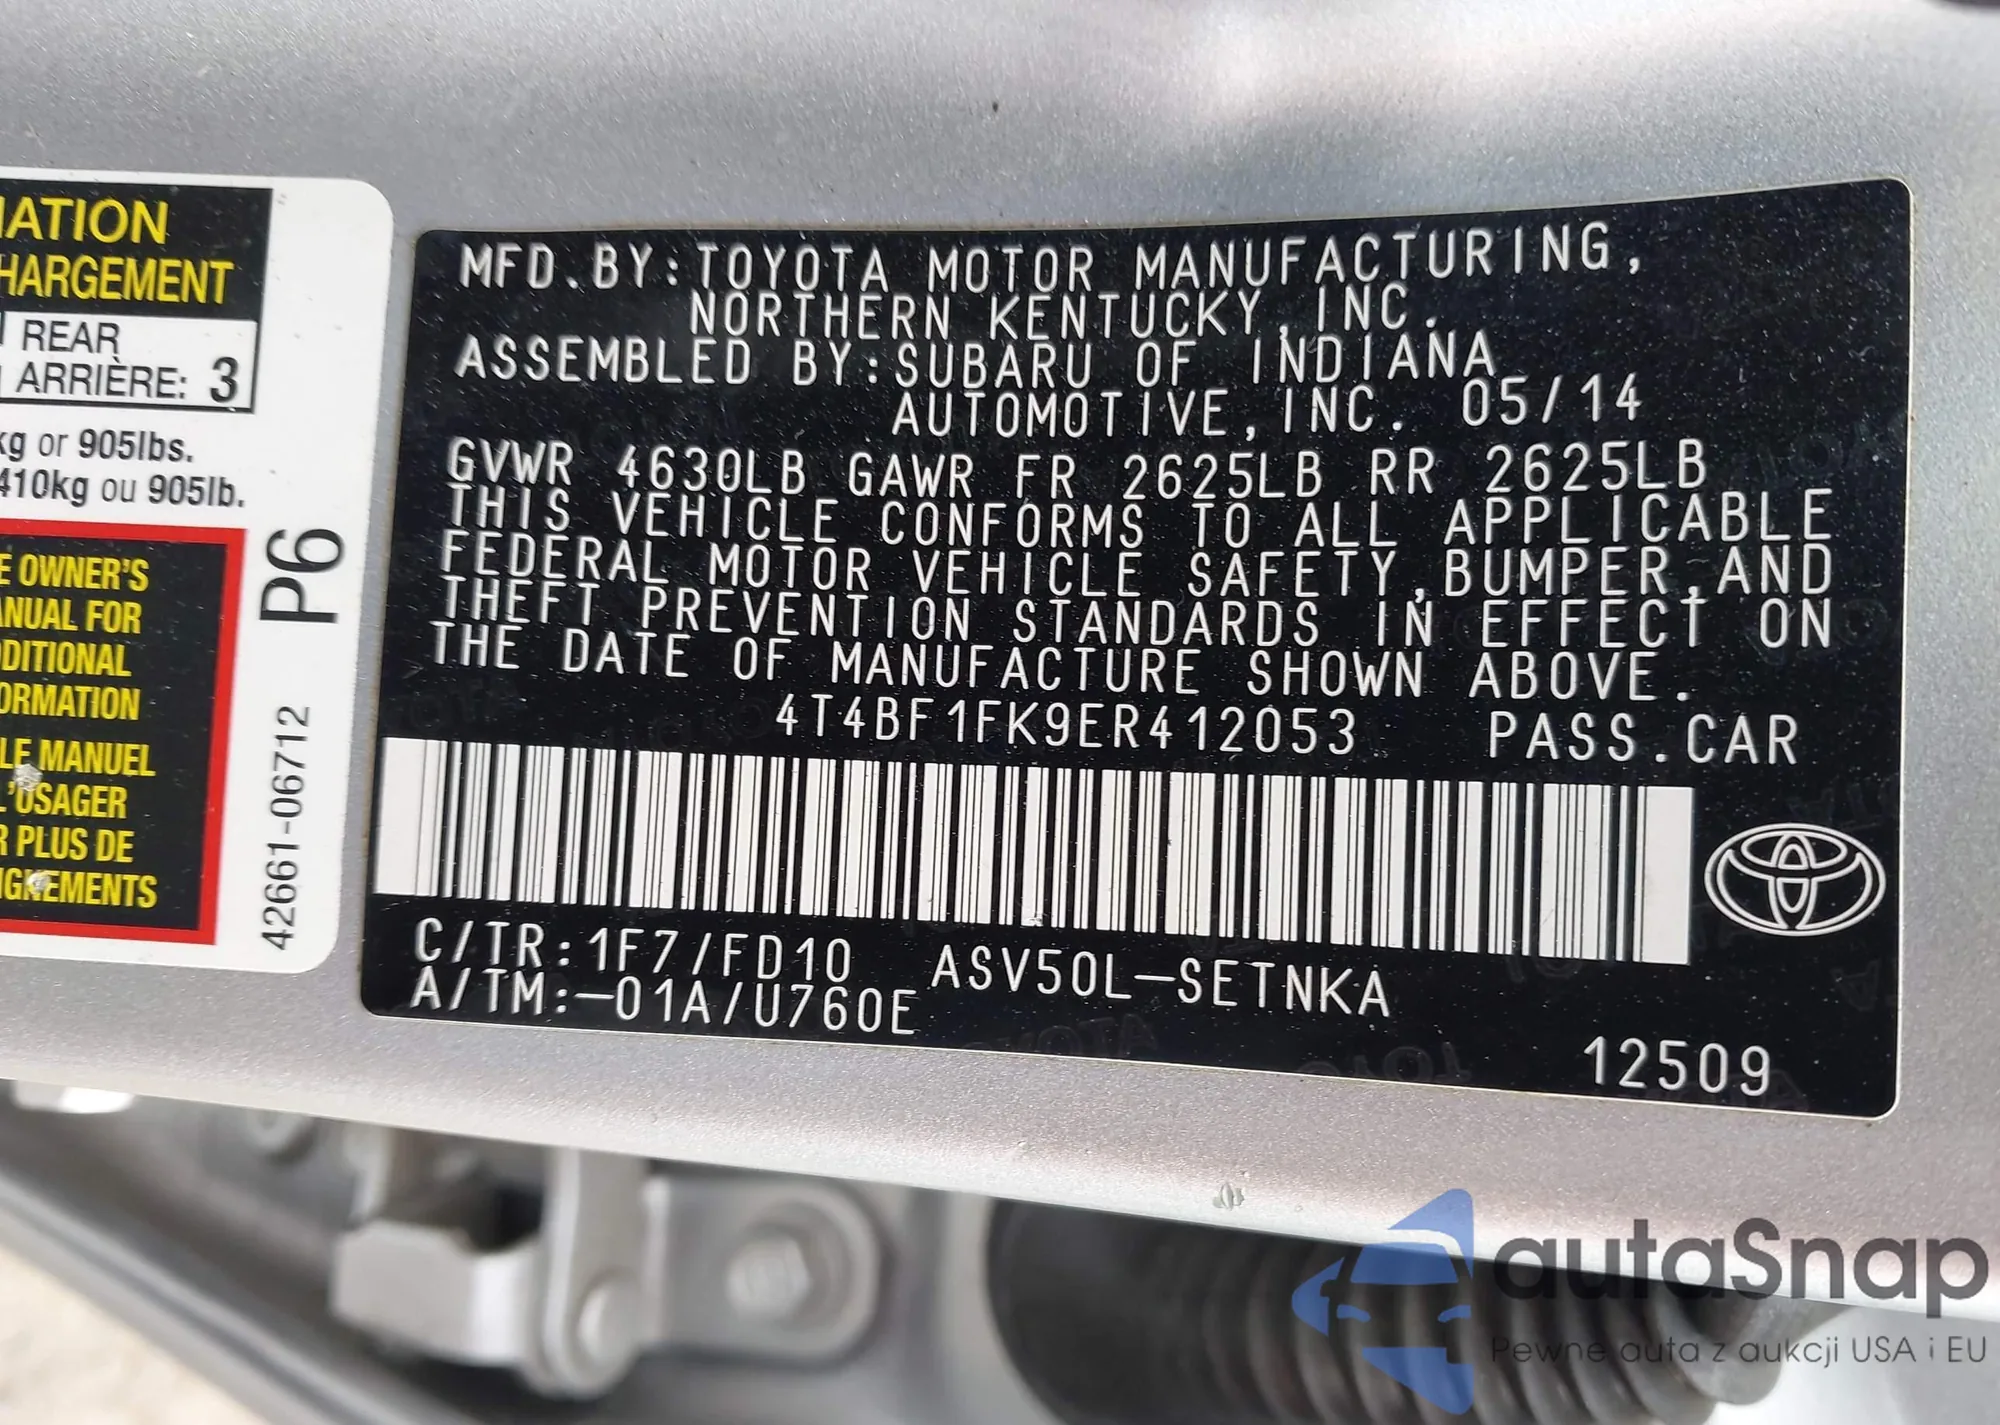 MATION
HARGEMENT
REAR
ARRIÈRE: 3
kg or 905lbs.
410kg ou 905lb.
E OWNER'S
ANUAL FOR
DDITIONAL
ORMATION
LE MANUEL
L'USAGER
R PLUS DE
IGNEMENTS
P6
42661-06712
MFD.BY:TOYOTA MOTOR MANUFACTURING,
NORTHERN KENTUCKY,INC.
ASSEMBLED BY:SUBARU OF INDIANA
AUTOMOTIVE,INC. 05/14
GVWR 4630LB GAWR FR 2625LB RR 2625LB
THIS VEHICLE CONFORMS TO ALL APPLICABLE
FEDERAL MOTOR VEHICLE SAFETY,BUMPER,AND
THEFT PREVENTION STANDARDS IN EFFECT ON
THE DATE OF MANUFACTURE SHOWN ABOVE.
4T4BF1FK9ER412053 PASS.CAR
C/TR:1F7/FD10 ASV50L-SETNKA
A/TM:-01A/U760E
12509
autaSnap
Pewne auta z aukcji USA i EU